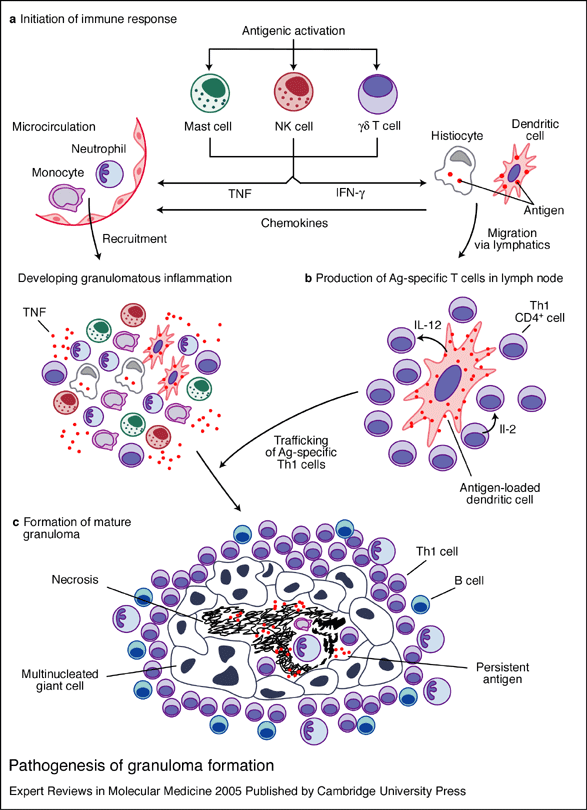 a Initiation of immune response
Antigenic activation
Mast cell
NK cell
γδ T cell
Microcirculation
Neutrophil
Monocyte
Histiocyte
Dendritic
cell
TNF
IFN-γ
Antigen
Chemokines
Recruitment
Migration
via lymphatics
Developing granulomatous inflammation
b Production of Ag-specific T cells in lymph node
TNF
IL-12
Th1
CD4⁺ cell
Il-2
Trafficking
of Ag-specific
Th1 cells
Antigen-loaded
dendritic cell
c Formation of mature
granuloma
Th1 cell
Necrosis
B cell
Multinucleated
giant cell
Persistent
antigen
Pathogenesis of granuloma formation
Expert Reviews in Molecular Medicine 2005 Published by Cambridge University Press